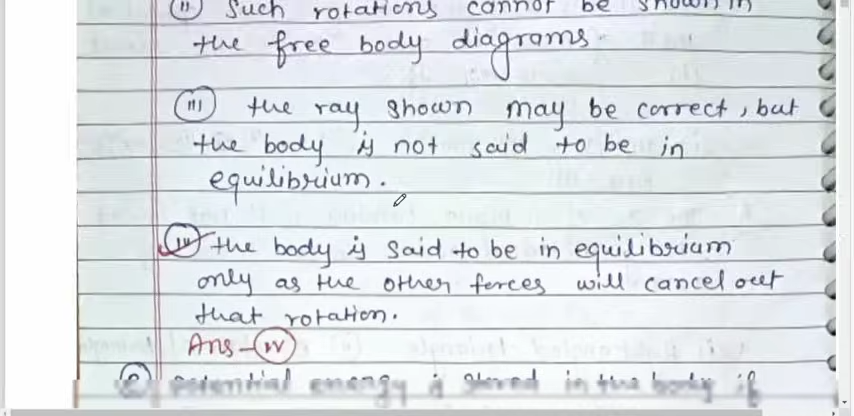 (ii) Such rotations cannot be shown in
the free body diagrams.
(iii) the ray shown may be correct, but
the body is not said to be in
equilibrium.
(iv) the body is said to be in equilibrium
only as the other forces will cancel out
that rotation.
Ans - (iv)
potential energy is stored in the body if